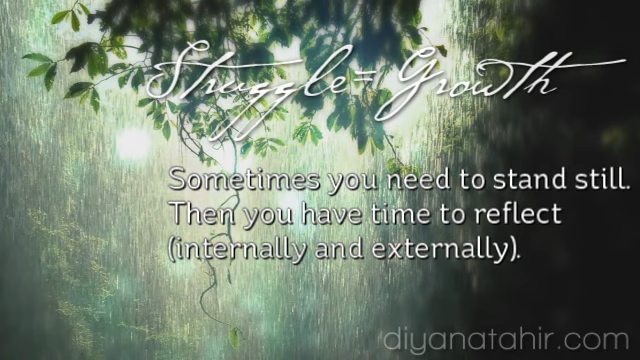 Struggle= Growth
Sometimes you need to stand still.
Then you have time to reflect
(internally and externally).
diyanatahir.com